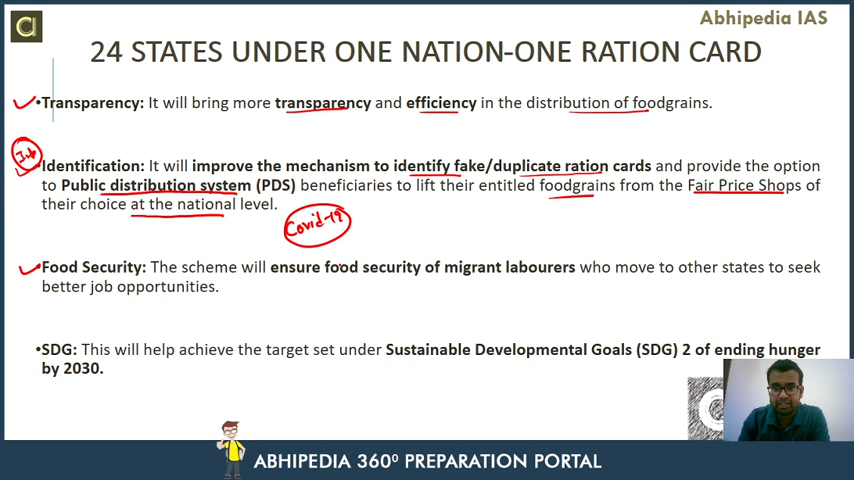 Abhipedia IAS
24 STATES UNDER ONE NATION-ONE RATION CARD
•Transparency: It will bring more transparency and efficiency in the distribution of foodgrains.
•Identification: It will improve the mechanism to identify fake/duplicate ration cards and provide the option
to Public distribution system (PDS) beneficiaries to lift their entitled foodgrains from the Fair Price Shops of
their choice at the national level.
Covid-19
•Food Security: The scheme will ensure food security of migrant labourers who move to other states to seek
better job opportunities.
•SDG: This will help achieve the target set under Sustainable Developmental Goals (SDG) 2 of ending hunger
by 2030.
ABHIPEDIA 360⁰ PREPARATION PORTAL